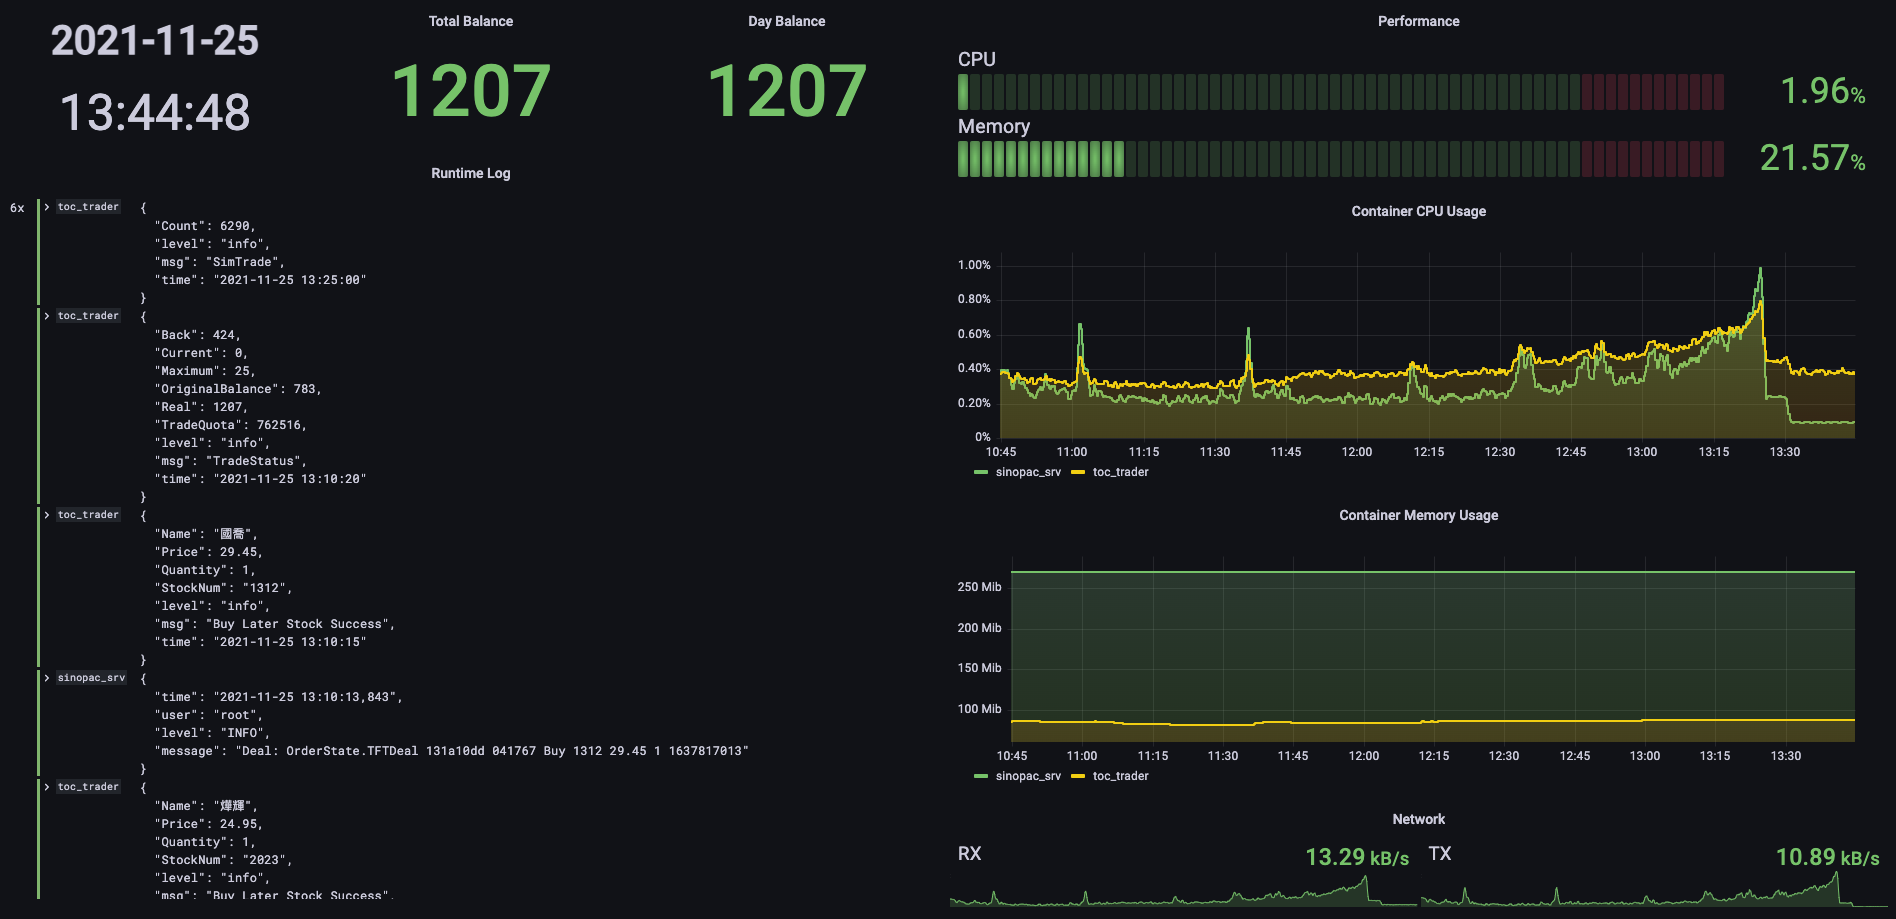 2021-11-25
13:44:48
Total Balance
1207
Day Balance
1207
Runtime Log
6x
toc_trader
{
"Count": 6290,
"level": "info",
"msg": "SimTrade",
"time": "2021-11-25 13:25:00"
}
toc_trader
{
"Back": 424,
"Current": 0,
"Maximum": 25,
"OriginalBalance": 783,
"Real": 1207,
"TradeQuota": 762516,
"level": "info",
"msg": "TradeStatus",
"time": "2021-11-25 13:10:20"
}
toc_trader
{
"Name": "國喬",
"Price": 29.45,
"Quantity": 1,
"StockNum": "1312",
"level": "info",
"msg": "Buy Later Stock Success",
"time": "2021-11-25 13:10:15"
}
sinopac_srv
{
"time": "2021-11-25 13:10:13,843",
"user": "root",
"level": "INFO",
"message": "Deal: OrderState.TFTDeal 131a10dd 041767 Buy 1312 29.45 1 1637817013"
}
toc_trader
{
"Name": "燁輝",
"Price": 24.95,
"Quantity": 1,
"StockNum": "2023",
"level": "info",
"msg": "Buy Later Stock Success",
Performance
CPU
1.96%
Memory
21.57%
Container CPU Usage
1.00%
0.80%
0.60%
0.40%
0.20%
0%
10:45 11:00 11:15 11:30 11:45 12:00 12:15 12:30 12:45 13:00 13:15 13:30
sinopac_srv toc_trader
Container Memory Usage
250 Mib
200 Mib
150 Mib
100 Mib
10:45 11:00 11:15 11:30 11:45 12:00 12:15 12:30 12:45 13:00 13:15 13:30
sinopac_srv toc_trader
Network
RX
13.29 kB/s
TX
10.89 kB/s